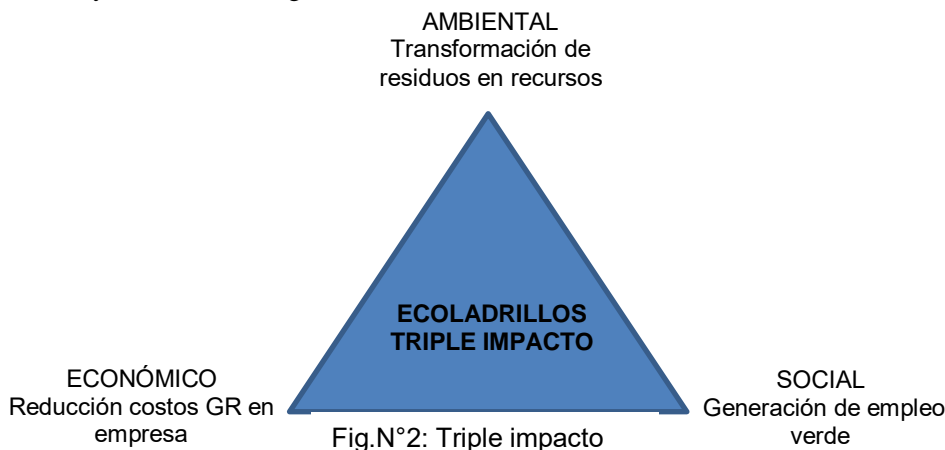 AMBIENTAL
Transformación de
residuos en recursos
ECOLADRILLOS
TRIPLE IMPACTO
ECONÓMICO
Reducción costos GR en
empresa
SOCIAL
Generación de empleo
verde
Fig.N°2: Triple impacto